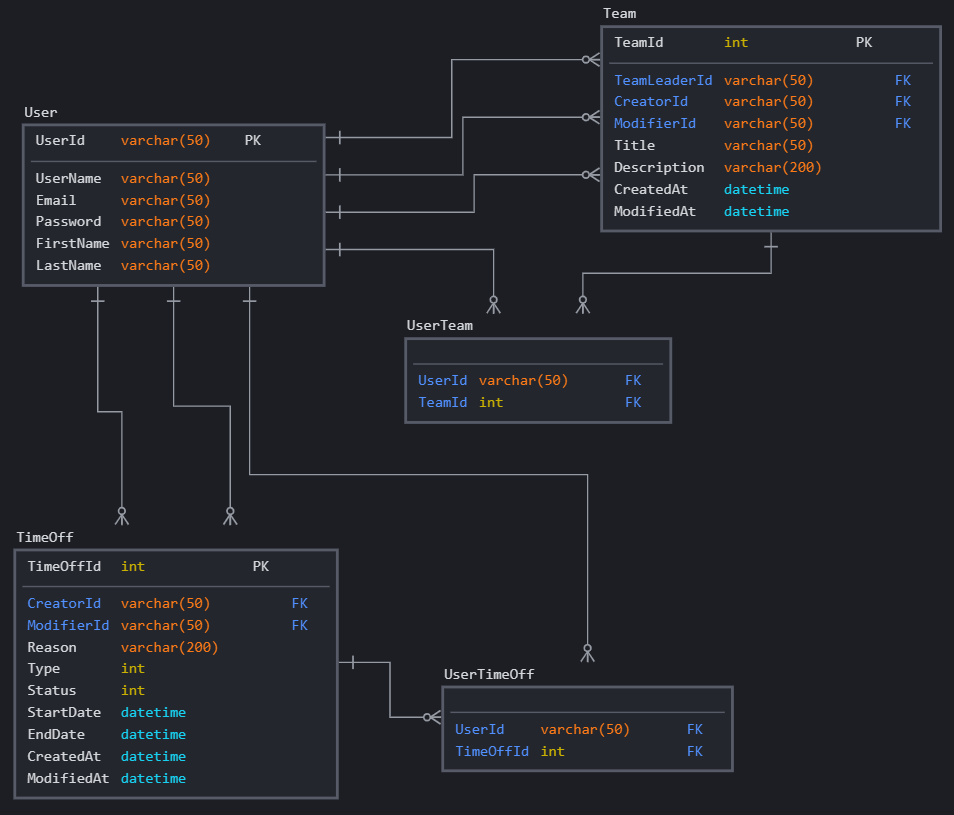 Team
TeamId int PK
TeamLeaderId varchar(50) FK
CreatorId varchar(50) FK
ModifierId varchar(50) FK
Title varchar(50)
Description varchar(200)
CreatedAt datetime
ModifiedAt datetime
User
UserId varchar(50) PK
UserName varchar(50)
Email varchar(50)
Password varchar(50)
FirstName varchar(50)
LastName varchar(50)
UserTeam
UserId varchar(50) FK
TeamId int FK
TimeOff
TimeOffId int PK
CreatorId varchar(50) FK
ModifierId varchar(50) FK
Reason varchar(200)
Type int
Status int
StartDate datetime
EndDate datetime
CreatedAt datetime
ModifiedAt datetime
UserTimeOff
UserId varchar(50) FK
TimeOffId int FK